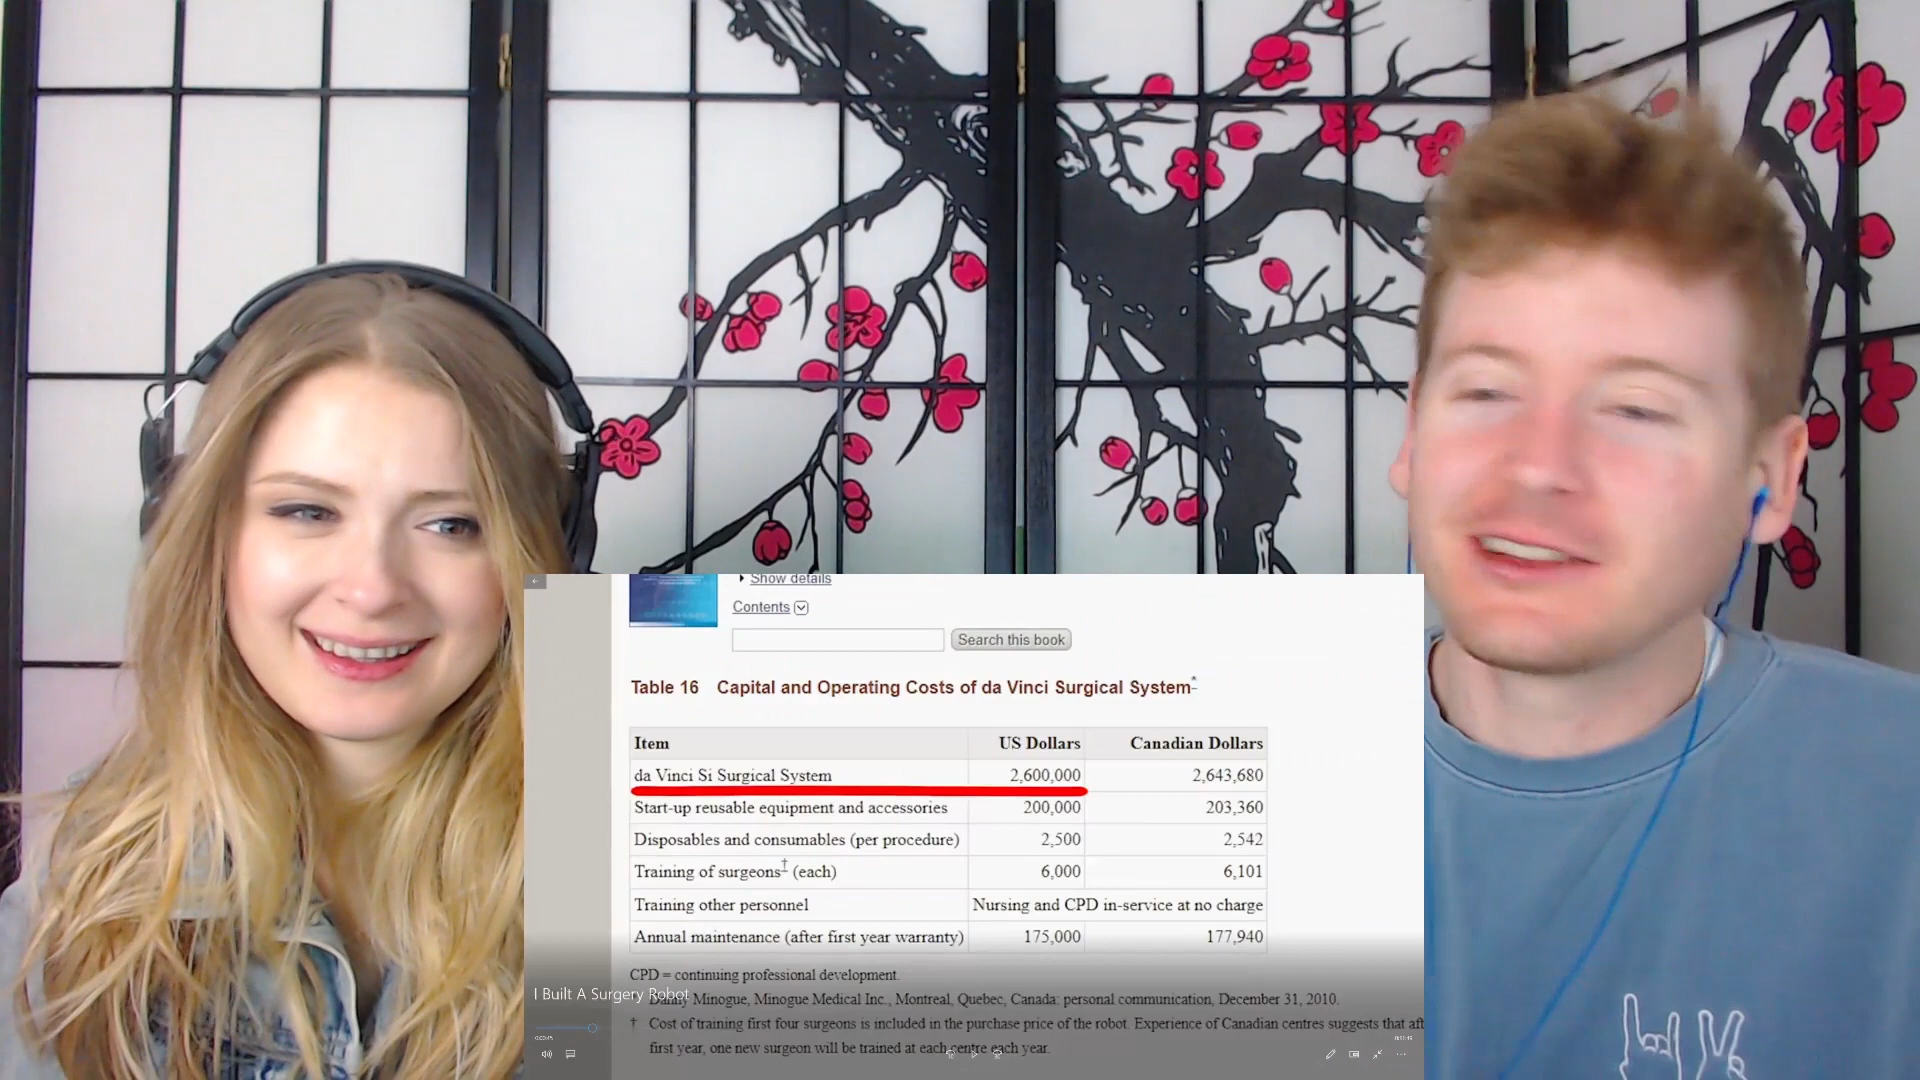 Show details
Contents
Search this book
Table 16 Capital and Operating Costs of da Vinci Surgical System*
Item US Dollars Canadian Dollars
da Vinci Si Surgical System 2,600,000 2,643,680
Start-up reusable equipment and accessories 200,000 203,360
Disposables and consumables (per procedure) 2,500 2,542
Training of surgeons† (each) 6,000 6,101
Training other personnel Nursing and CPD in-service at no charge
Annual maintenance (after first year warranty) 175,000 177,940
CPD = continuing professional development.
I Built A Surgery Robot
Danny Minogue, Minogue Medical Inc., Montreal, Quebec, Canada: personal communication, December 31, 2010.
† Cost of training first four surgeons is included in the purchase price of the robot. Experience of Canadian centres suggests that aft
first year, one new surgeon will be trained at each centre each year.